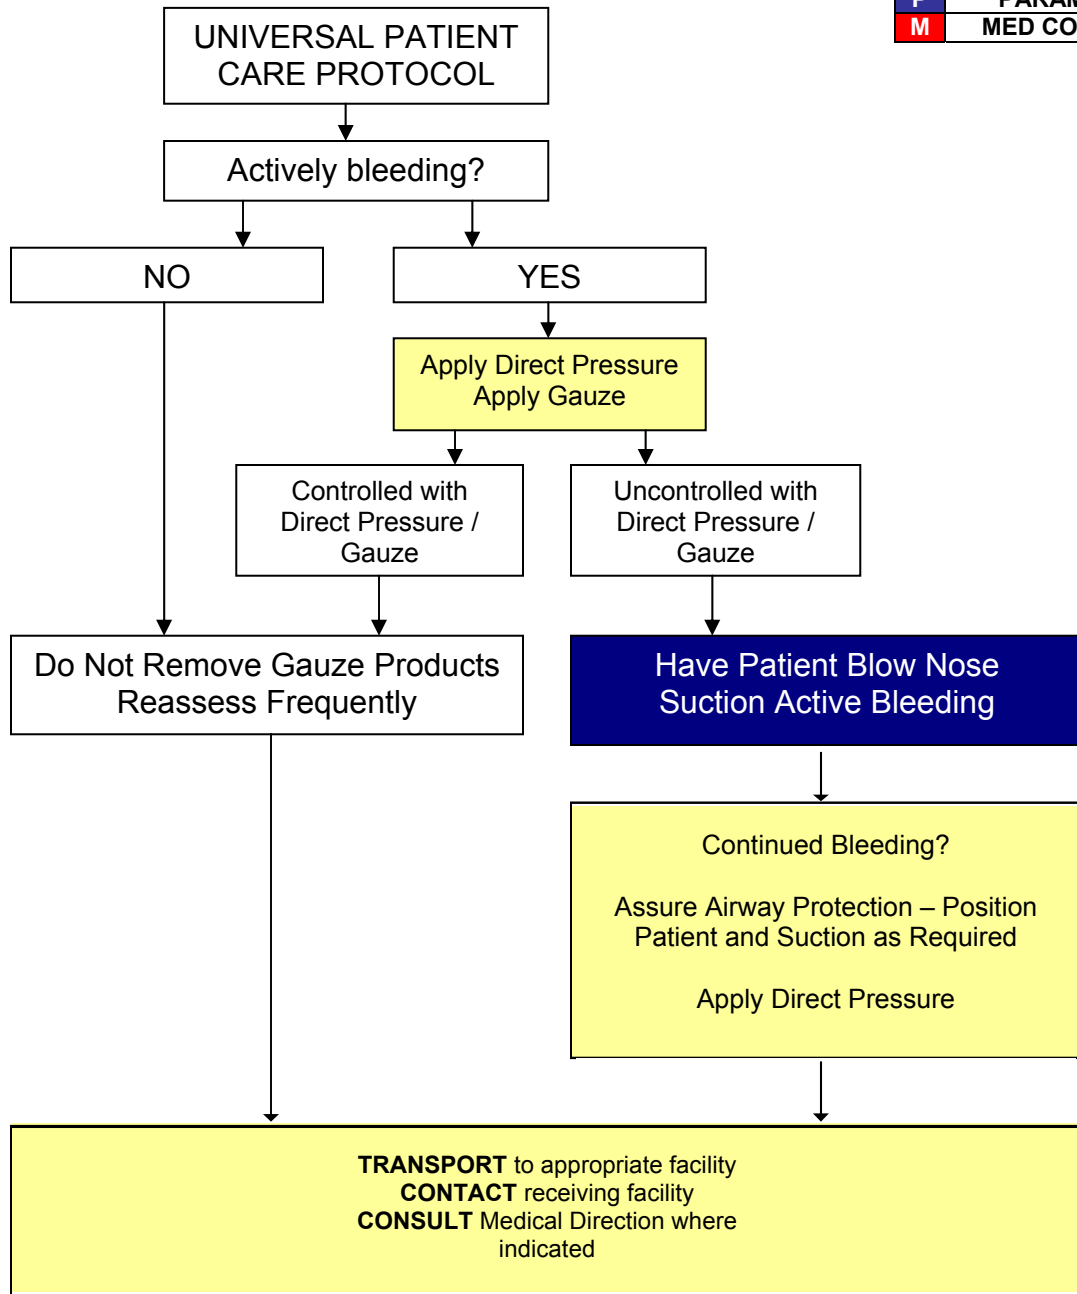 PARAM
M MED CO
UNIVERSAL PATIENT
CARE PROTOCOL
Actively bleeding?
NO
YES
Apply Direct Pressure
Apply Gauze
Controlled with
Direct Pressure /
Gauze
Uncontrolled with
Direct Pressure /
Gauze
Do Not Remove Gauze Products
Reassess Frequently
Have Patient Blow Nose
Suction Active Bleeding
Continued Bleeding?
Assure Airway Protection – Position
Patient and Suction as Required
Apply Direct Pressure
TRANSPORT to appropriate facility
CONTACT receiving facility
CONSULT Medical Direction where
indicated